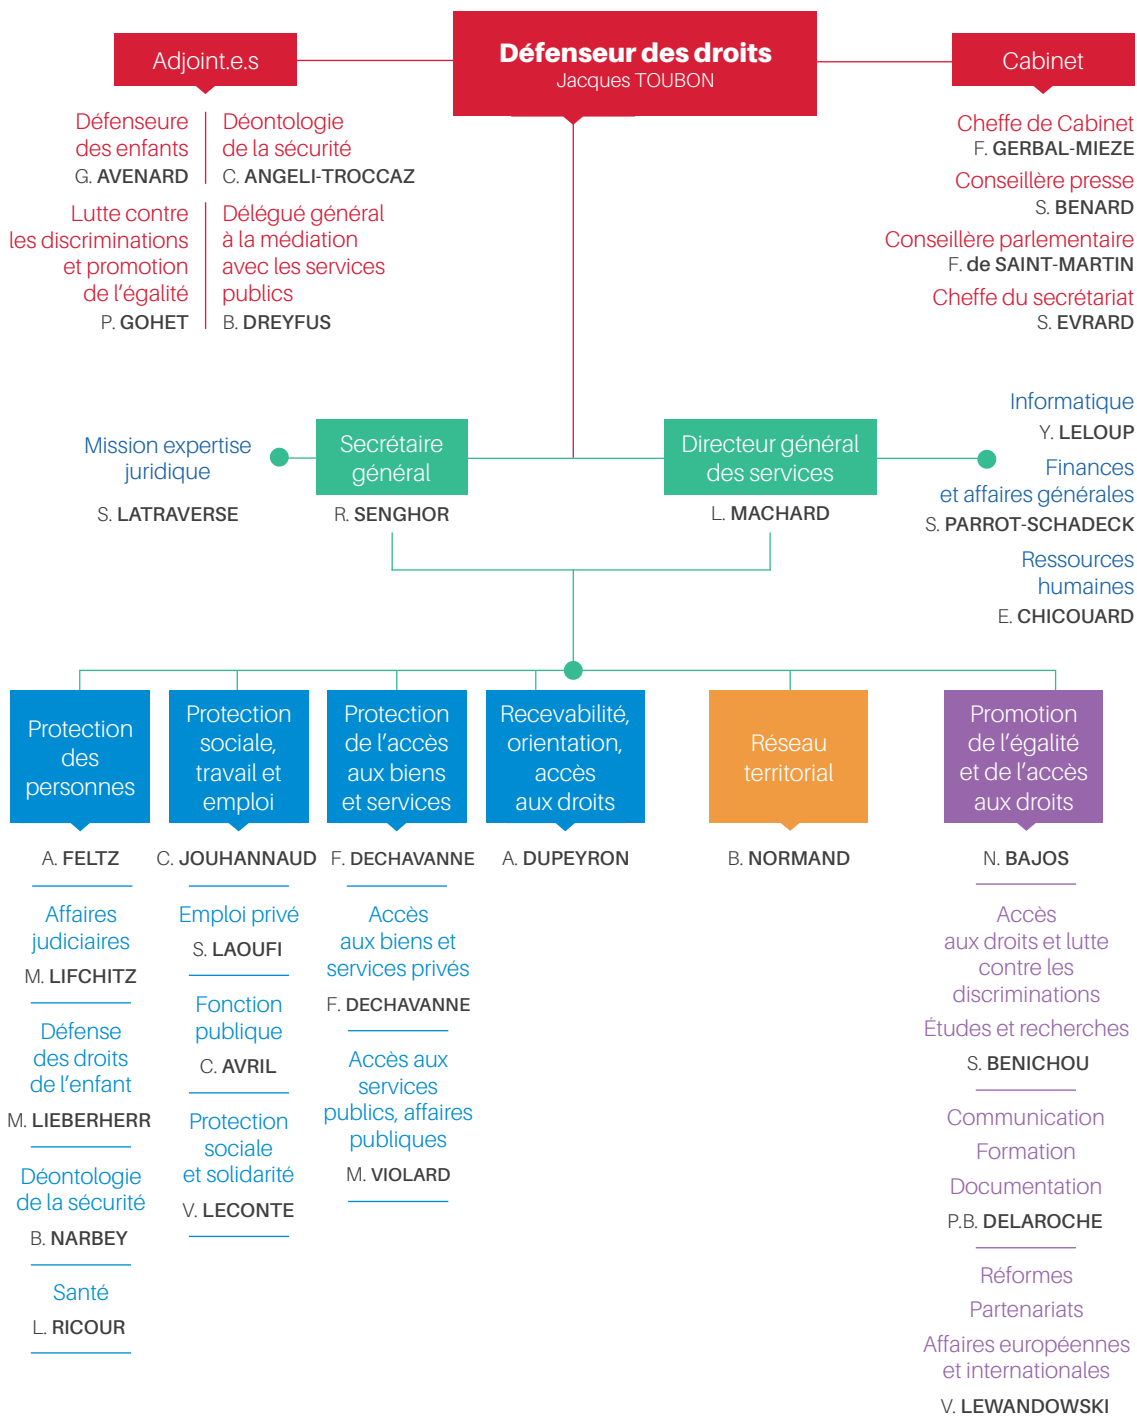 Défenseur des droits
Jacques TOUBON
Adjoint.e.s
Défenseure
des enfants
G. AVENARD
Déontologie
de la sécurité
C. ANGELI-TROCCAZ
Lutte contre
les discriminations
et promotion
de l’égalité
P. GOHET
Délégué général
à la médiation
avec les services
publics
B. DREYFUS
Cabinet
Cheffe de Cabinet
F. GERBAL-MIEZE
Conseillère presse
S. BENARD
Conseillère parlementaire
F. de SAINT-MARTIN
Cheffe du secrétariat
S. EVRARD
Mission expertise
juridique
S. LATRAVERSE
Secrétaire
général
R. SENGHOR
Directeur général
des services
L. MACHARD
Informatique
Y. LELOUP
Finances
et affaires générales
S. PARROT-SCHADECK
Ressources
humaines
E. CHICOUARD
Protection
des
personnes
A. FELTZ
Affaires
judiciaires
M. LIFCHITZ
Défense
des droits
de l’enfant
M. LIEBERHERR
Déontologie
de la sécurité
B. NARBEY
Santé
L. RICOUR
Protection
sociale,
travail et
emploi
C. JOUHANNAUD
Emploi privé
S. LAOUFI
Fonction
publique
C. AVRIL
Protection
sociale
et solidarité
V. LECONTE
Protection
de l’accès
aux biens
et services
F. DECHAVANNE
Accès
aux biens et
services privés
F. DECHAVANNE
Accès aux
services
publics, affaires
publiques
M. VIOLARD
Recevabilité,
orientation,
accès
aux droits
A. DUPEYRON
Réseau
territorial
B. NORMAND
Promotion
de l’égalité
et de l’accès
aux droits
N. BAJOS
Accès
aux droits et lutte
contre les
discriminations
Études et recherches
S. BENICHOU
Communication
Formation
Documentation
P.B. DELAROCHE
Réformes
Partenariats
Affaires européennes
et internationales
V. LEWANDOWSKI